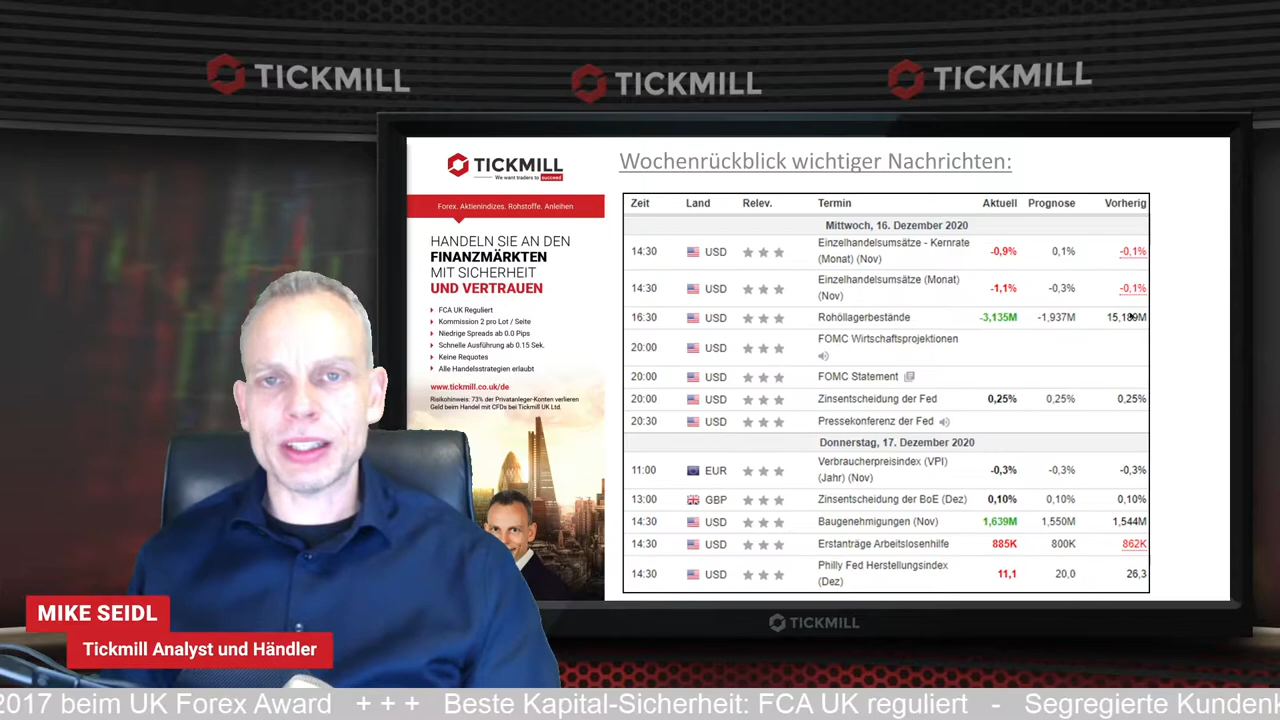 TICKMILL
TICKMILL
TICKMILL
TICKMILL
We want traders to succeed
Forex. Aktienindizes. Rohstoffe. Anleihen
HANDELN SIE AN DEN
FINANZMÄRKTEN
MIT SICHERHEIT
UND VERTRAUEN
FCA UK Reguliert
Kommission 2 pro Lot / Seite
Niedrige Spreads ab 0.0 Pips
Schnelle Ausführung ab 0.15 Sek.
Keine Requotes
Alle Handelsstrategien erlaubt
www.tickmill.co.uk/de
Risikohinweis: 73% der Privatanleger-Konten verlieren
Geld beim Handel mit CFDs bei Tickmill UK Ltd.
Wochenrückblick wichtiger Nachrichten:
Zeit Land Relev. Termin Aktuell Prognose Vorherig
Mittwoch, 16. Dezember 2020
14:30 USD Einzelhandelsumsätze - Kernrate -0,9% 0,1% -0,1%
(Monat) (Nov)
14:30 USD Einzelhandelsumsätze (Monat) -1,1% -0,3% -0,1%
(Nov)
16:30 USD Rohöllagerbestände -3,135M -1,937M 15,189M
20:00 USD FOMC Wirtschaftsprojektionen
20:00 USD FOMC Statement
20:00 USD Zinsentscheidung der Fed 0,25% 0,25% 0,25%
20:30 USD Pressekonferenz der Fed
Donnerstag, 17. Dezember 2020
11:00 EUR Verbraucherpreisindex (VPI) -0,3% -0,3% -0,3%
(Jahr) (Nov)
13:00 GBP Zinsentscheidung der BoE (Dez) 0,10% 0,10% 0,10%
14:30 USD Baugenehmigungen (Nov) 1,639M 1,550M 1,544M
14:30 USD Erstanträge Arbeitslosenhilfe 885K 800K 862K
14:30 USD Philly Fed Herstellungsindex 11,1 20,0 26,3
(Dez)
TICKMILL
MIKE SEIDL
Tickmill Analyst und Händler
2017 beim UK Forex Award + + + Beste Kapital-Sicherheit: FCA UK reguliert - Segregierte Kunden